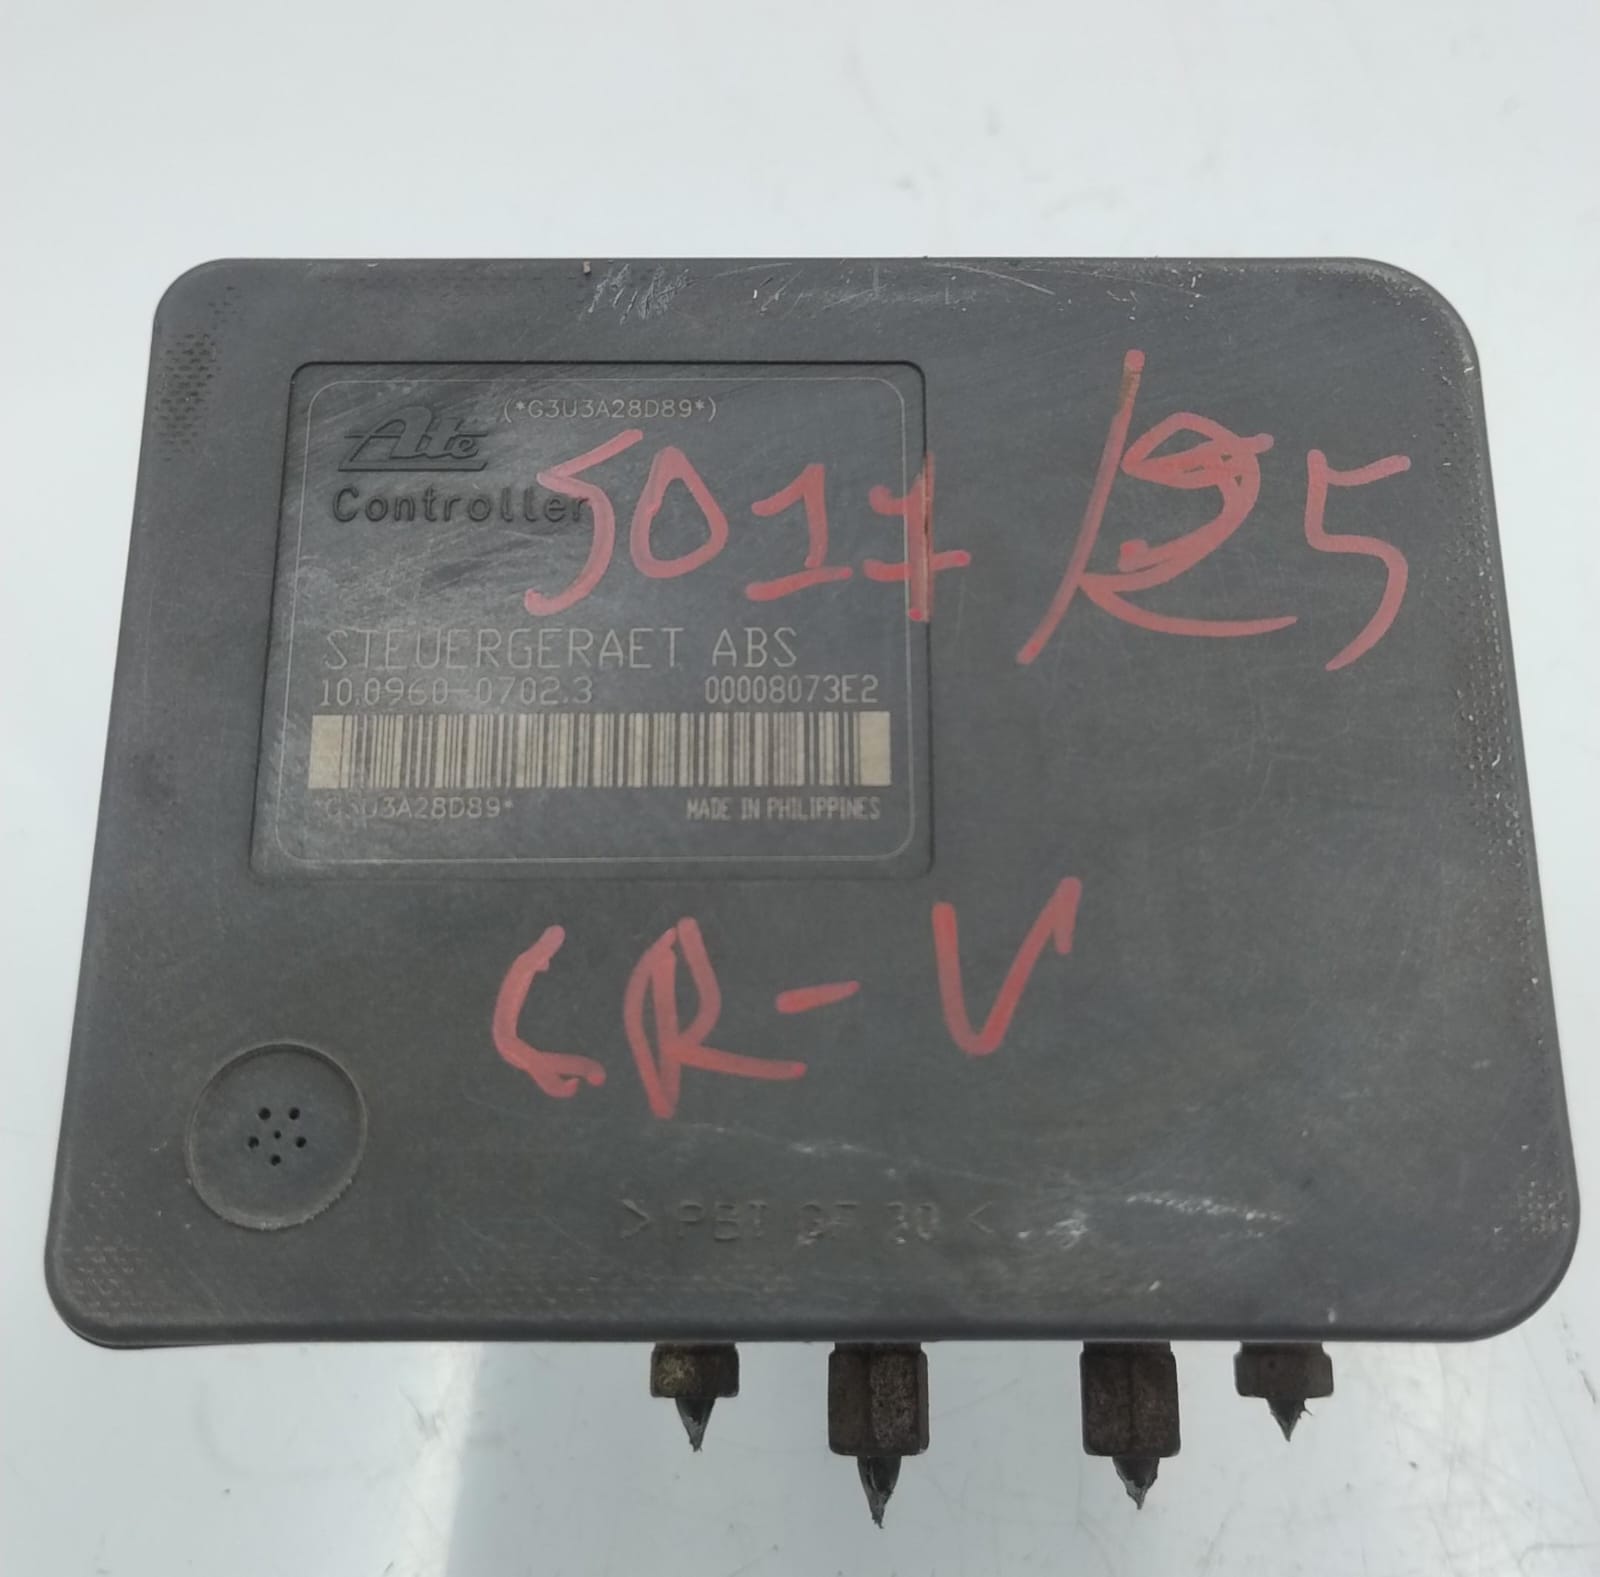 (*G3U3A28D89*)
Ate
Controller
5011/25
STEUERGERAET ABS
10.0960-0702.3 00008073E2
*G3U3A28D89* MADE IN PHILIPPINES
CR-V
>PBT GF 30<